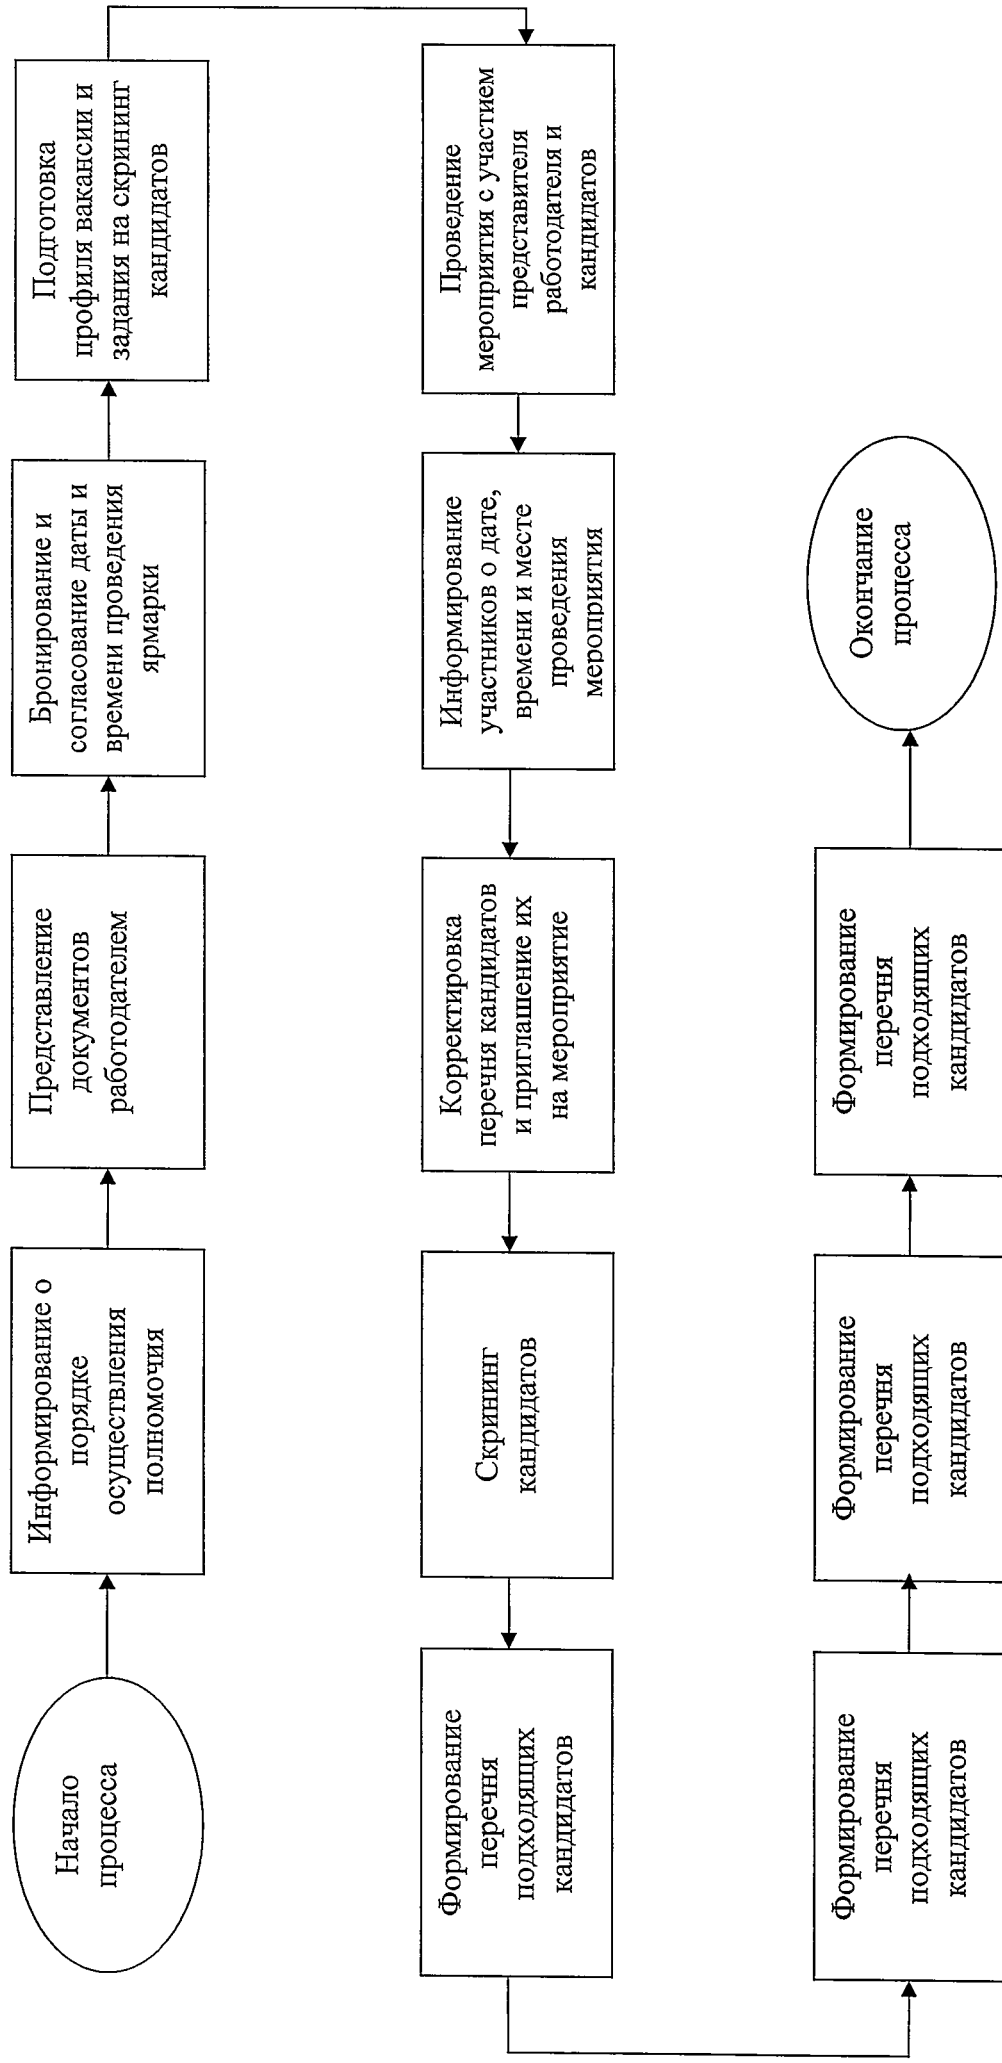 Начало
процесса
Информирование о
порядке
осуществления
полномочия
Представление
документов
работодателем
Бронирование и
согласование даты и
времени проведения
ярмарки
Подготовка
профиля вакансии и
задания на скрининг
кандидатов
Проведение
мероприятия с участием
представителя
работодателя и
кандидатов
Информирование
участников о дате,
времени и месте
проведения
мероприятия
Корректировка
перечня кандидатов
и приглашение их
на мероприятие
Скрининг
кандидатов
Формирование
перечня
подходящих
кандидатов
Формирование
перечня
подходящих
кандидатов
Формирование
перечня
подходящих
кандидатов
Формирование
перечня
подходящих
кандидатов
Окончание
процесса